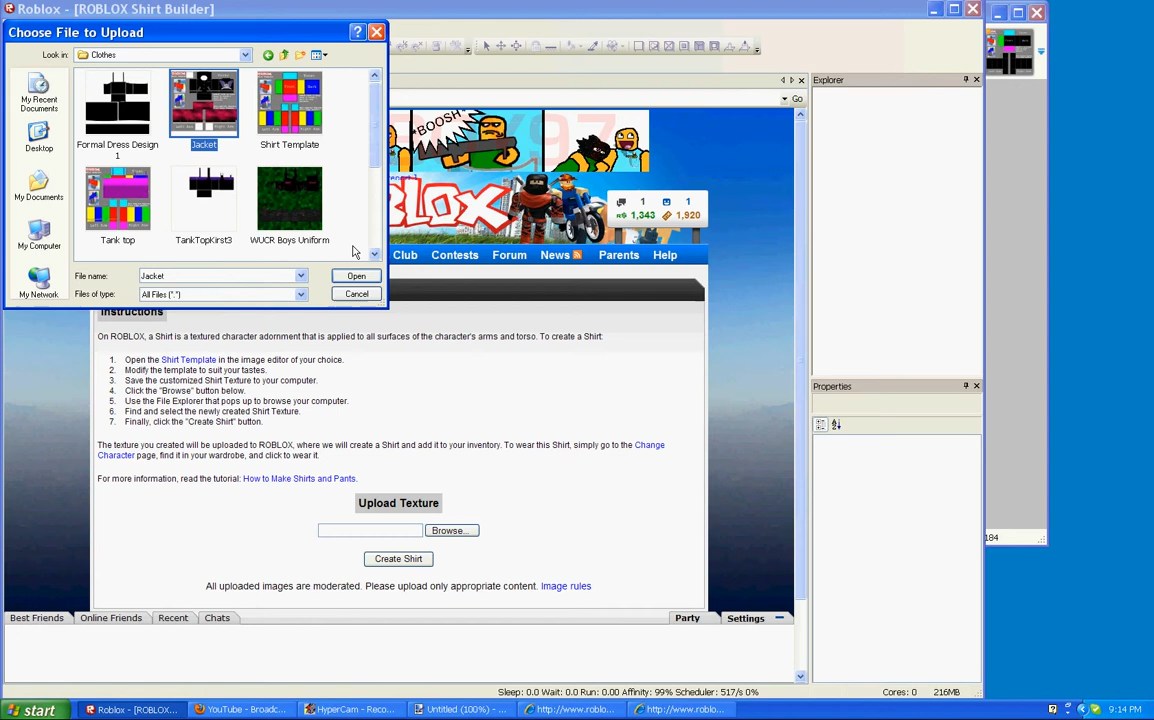 Roblox - [ROBLOX Shirt Builder]
Choose File to Upload
Look in:
Clothes
My Recent
Documents
Desktop
My Documents
My Computer
My Network
Formal Dress Design
1
Jacket
Shirt Template
Tank top
TankTopKirst3
WUCR Boys Uniform
File name:
Jacket
Open
Files of type:
All Files (*.*)
Cancel
Go
Explorer
Properties
*BOOSH*
1
1
R$ 1,343
1,920
Club
Contests
Forum
News
Parents
Help
Instructions
On ROBLOX, a Shirt is a textured character adornment that is applied to all surfaces of the character's arms and torso. To create a Shirt:
1. Open the Shirt Template in the image editor of your choice.
2. Modify the template to suit your tastes.
3. Save the customized Shirt Texture to your computer.
4. Click the "Browse" button below.
5. Use the File Explorer that pops up to browse your computer.
6. Find and select the newly created Shirt Texture.
7. Finally, click the "Create Shirt" button.
The texture you created will be uploaded to ROBLOX, where we will create a Shirt and add it to your inventory. To wear this Shirt, simply go to the Change
Character page, find it in your wardrobe, and click to wear it.
For more information, read the tutorial: How to Make Shirts and Pants.
Upload Texture
Browse...
Create Shirt
All uploaded images are moderated. Please upload only appropriate content. Image rules
Best Friends
Online Friends
Recent
Chats
Party
Settings
184
Sleep: 0.0 Wait: 0.0 Run: 0.00 Affinity: 99% Scheduler: 517/s 0%
Cores: 0
216MB
start
Roblox - [ROBLOX...
YouTube - Broadc...
HyperCam - Reco...
Untitled (100%) - ...
http://www.roblo...
http://www.roblo...
9:14 PM